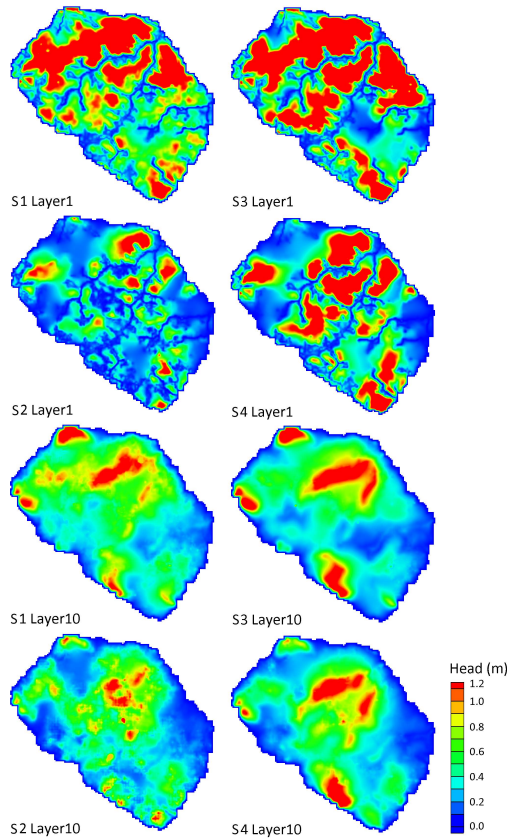 S1 Layer1
S3 Layer1
S2 Layer1
S4 Layer1
S1 Layer10
S3 Layer10
S2 Layer10
S4 Layer10
Head (m)
1.2
1.0
0.8
0.6
0.4
0.2
0.0